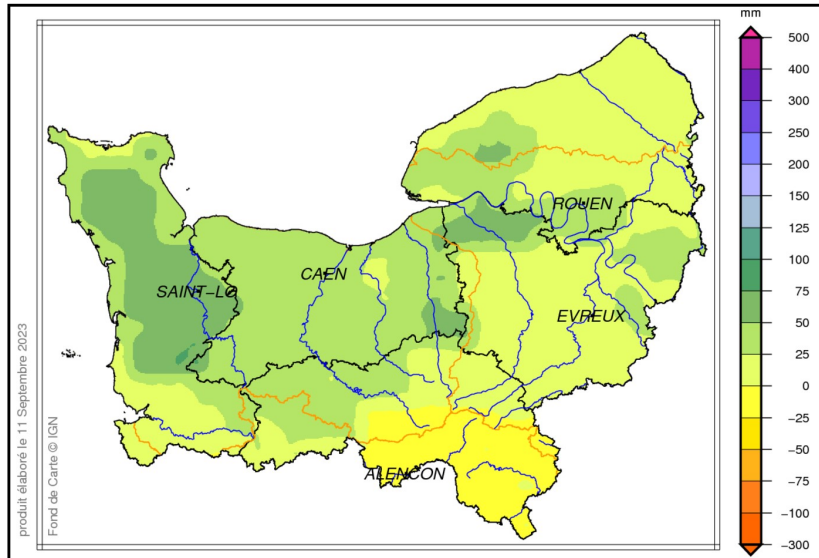 mm
500
400
300
250
200
150
125
100
75
50
25
0
−25
−50
−75
−100
−300
ROUEN
CAEN
SAINT−LO
EVREUX
ALENCON
produit élaboré le 11 Septembre 2023
Fond de Carte © IGN